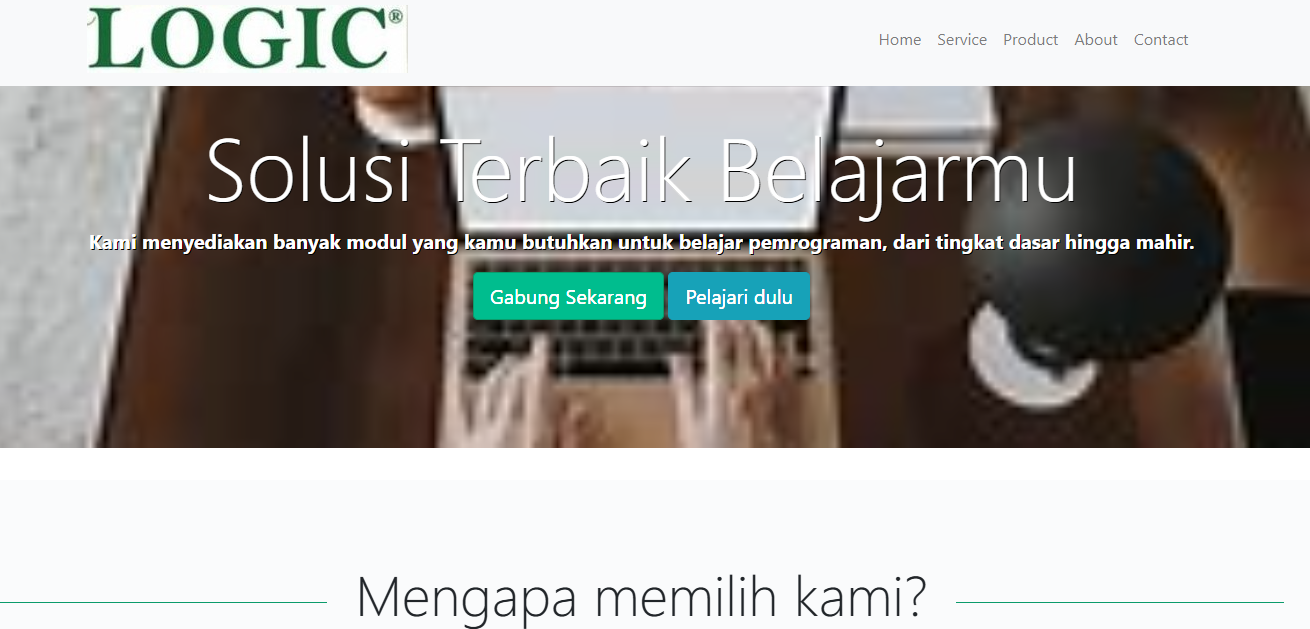 LOGIC®
Home Service Product About Contact
Solusi Terbaik Belajarmu
Kami menyediakan banyak modul yang kamu butuhkan untuk belajar pemrograman, dari tingkat dasar hingga mahir.
Gabung Sekarang Pelajari dulu
Mengapa memilih kami?